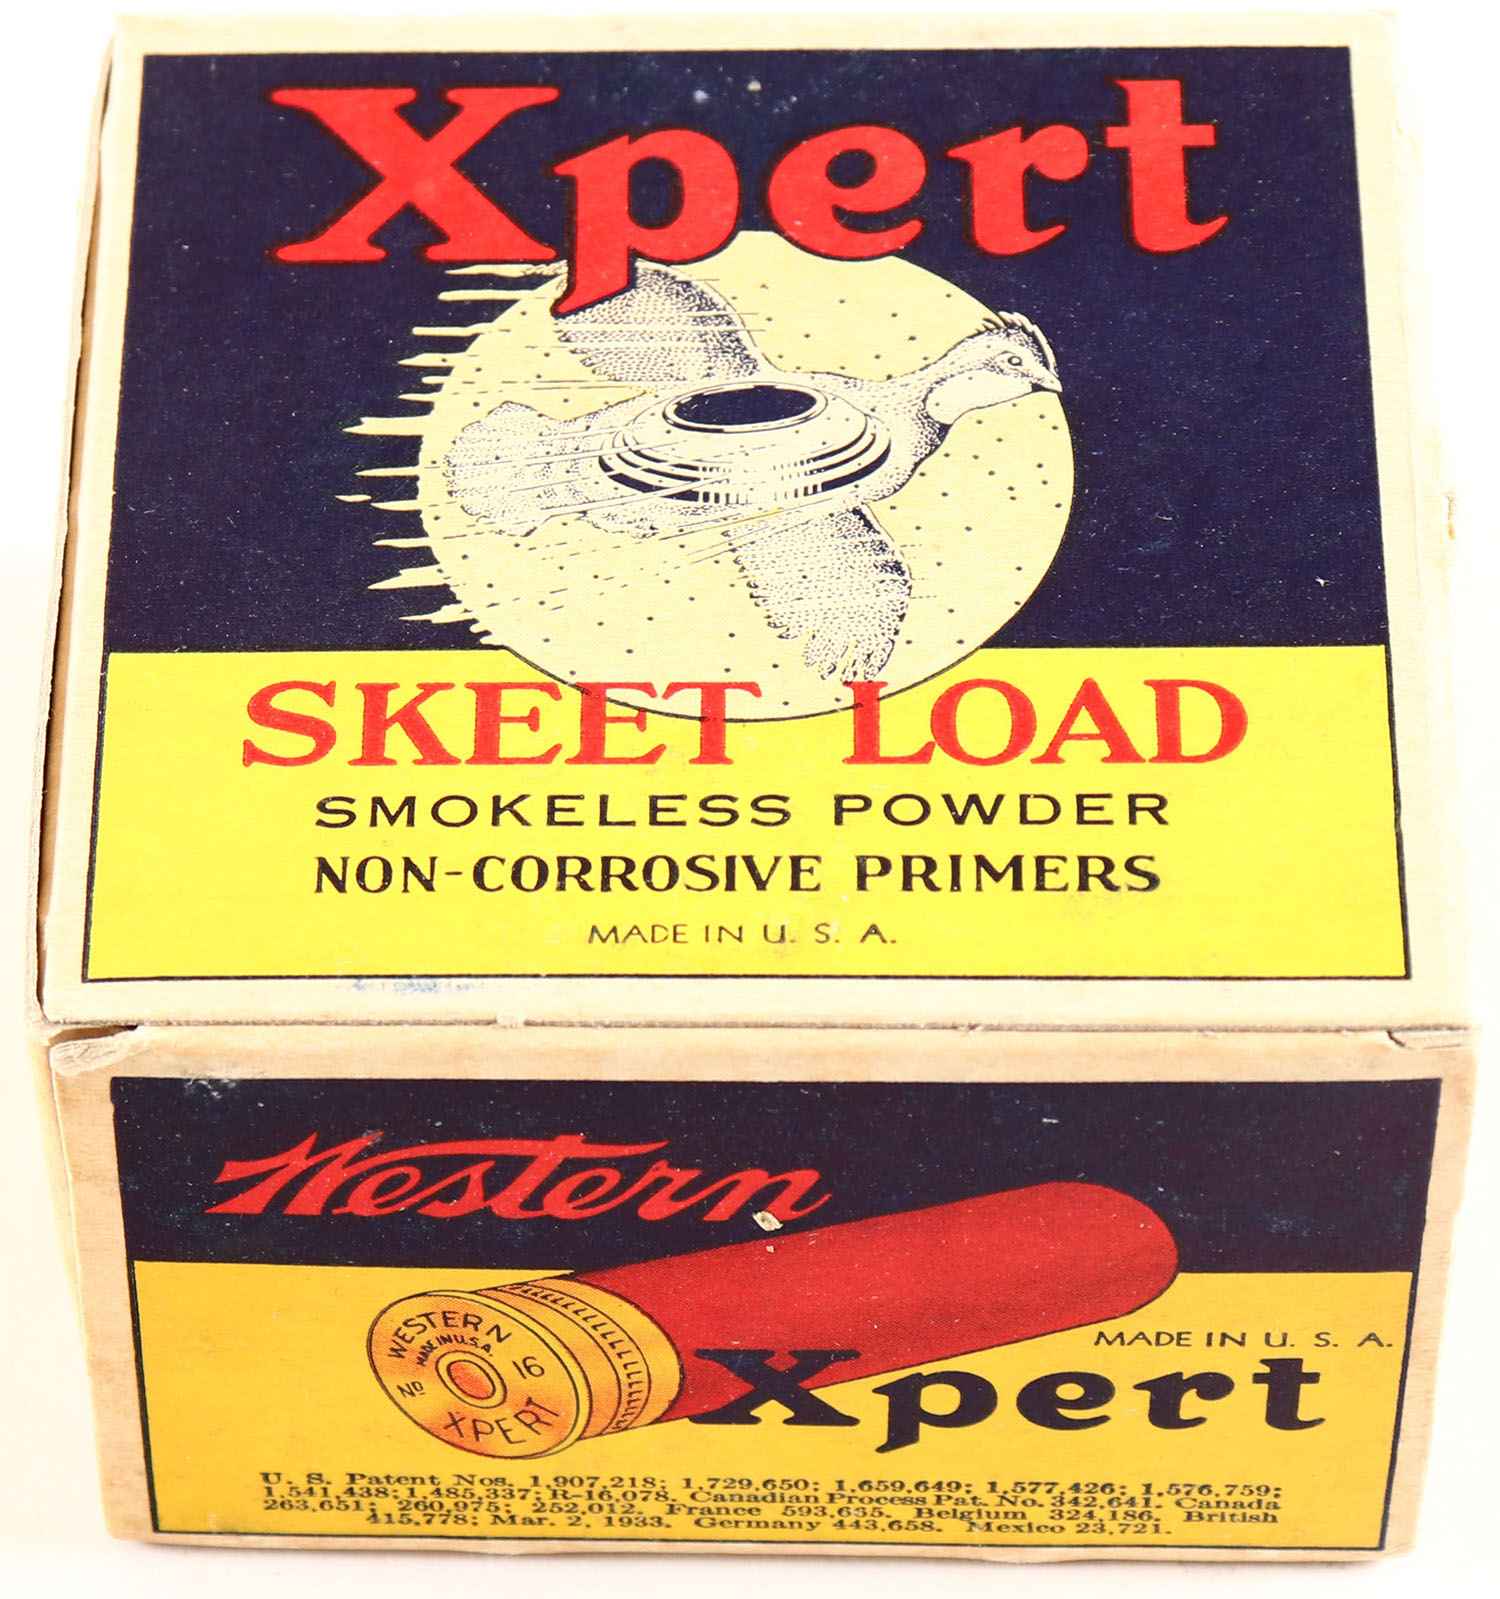 Xpert
SKEET LOAD
SMOKELESS POWDER
NON-CORROSIVE PRIMERS
MADE IN U. S. A.
Western
WESTERN
MADE IN U.S.A.
No 16
XPERT
MADE IN U. S. A.
Xpert
U. S. Patent Nos. 1,907,218; 1,729,650; 1,659,649; 1,577,426; 1,576,759;
1,541,438; 1,485,337; R-16,078. Canadian Process Pat. No. 342,641. Canada
263,651; 260,975; 252,012. France 593,635. Belgium 324,186. British
415,778; Mar. 2, 1933. Germany 443,658. Mexico 23,721.